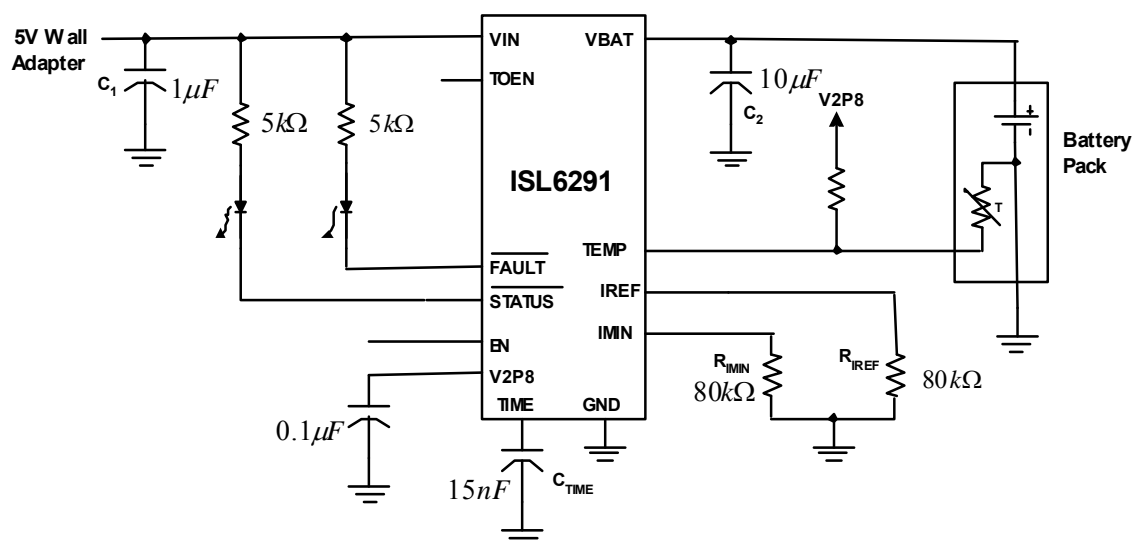 5V Wall
Adapter
C1
1µF
5kΩ
5kΩ
VIN
TOEN
ISL6291
FAULT
STATUS
EN
V2P8
TIME
GND
VBAT
TEMP
IREF
IMIN
10µF
C2
V2P8
T
+
-
Battery
Pack
RIMIN
80kΩ
RIREF
80kΩ
0.1µF
15nF
CTIME